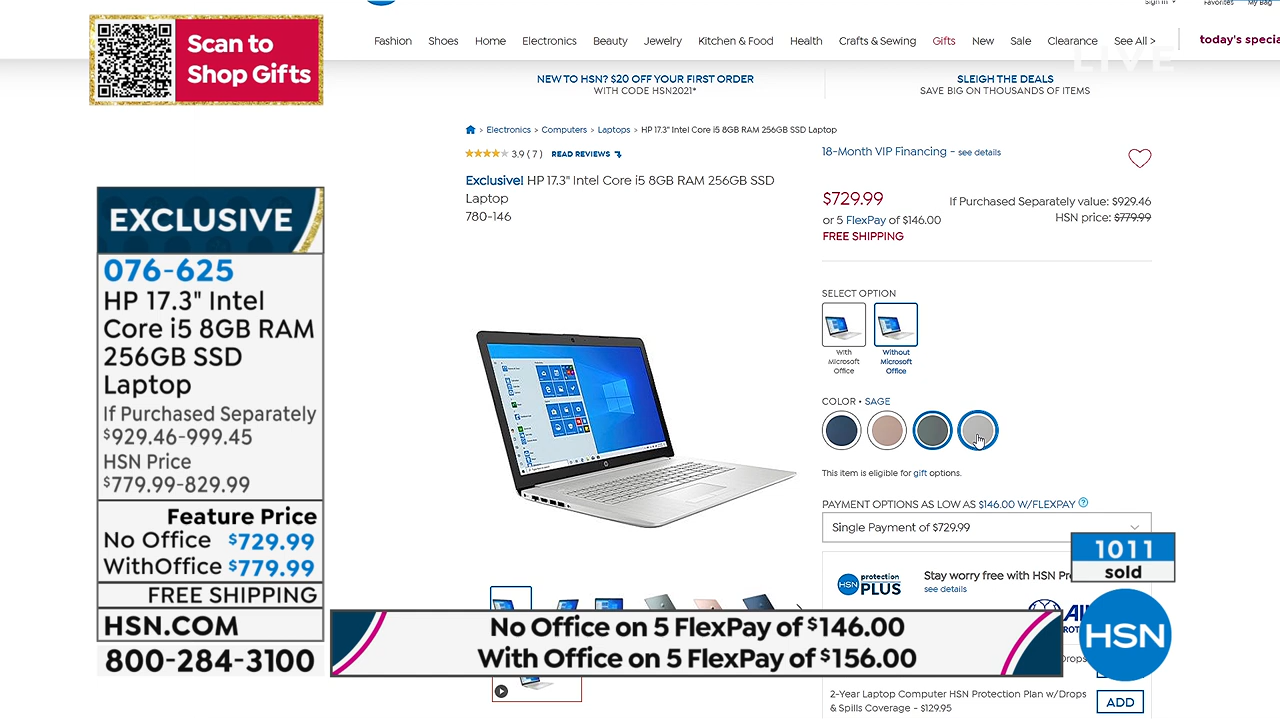 Sign In
Favorites
My Bag
Scan to
Shop Gifts
Fashion Shoes Home Electronics Beauty Jewelry Kitchen & Food Health Crafts & Sewing Gifts New Sale Clearance See All >
today's
LIVE
NEW TO HSN? $20 OFF YOUR FIRST ORDER
WITH CODE HSN2021*
SLEIGH THE DEALS
SAVE BIG ON THOUSANDS OF ITEMS
> Electronics > Computers > Laptops > HP 17.3" Intel Core i5 8GB RAM 256GB SSD Laptop
3.9 ( 7 ) READ REVIEWS
Exclusive! HP 17.3" Intel Core i5 8GB RAM 256GB SSD
Laptop
780-146
18-Month VIP Financing - see details
$729.99
or 5 FlexPay of $146.00
FREE SHIPPING
If Purchased Separately value: $929.46
HSN price: $779.99
SELECT OPTION
With
Microsoft
Office
Without
Microsoft
Office
COLOR • SAGE
This item is eligible for gift options.
PAYMENT OPTIONS AS LOW AS $146.00 W/FLEXPAY ?
Single Payment of $729.99
HSN protection
PLUS
Stay worry free with HSN
see details
2-Year Laptop Computer HSN Protection Plan w/Drops
& Spills Coverage - $129.95
ADD
EXCLUSIVE
076-625
HP 17.3" Intel
Core i5 8GB RAM
256GB SSD
Laptop
If Purchased Separately
$929.46-999.45
HSN Price
$779.99-829.99
Feature Price
No Office $729.99
WithOffice $779.99
FREE SHIPPING
HSN.COM
800-284-3100
No Office on 5 FlexPay of $146.00
With Office on 5 FlexPay of $156.00
1011
sold
HSN